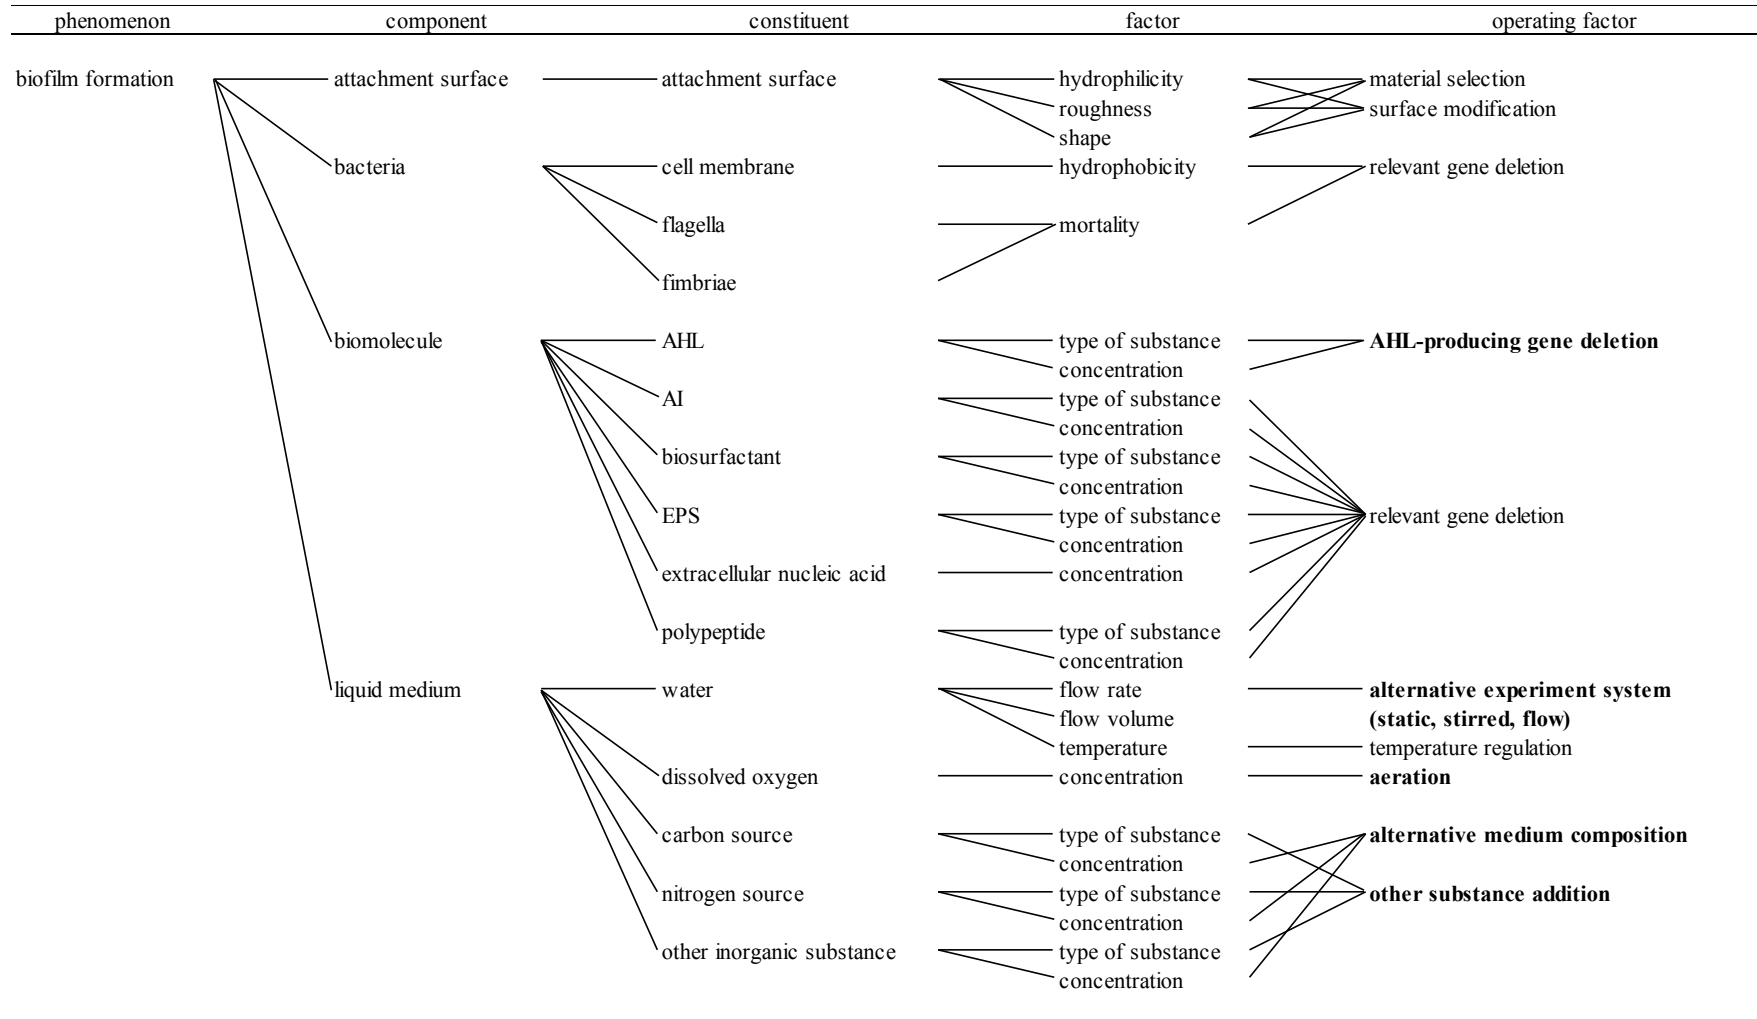 phenomenon component constituent factor operating factor
biofilm formation attachment surface attachment surface hydrophilicity material selection
roughness surface modification
shape
bacteria cell membrane hydrophobicity relevant gene deletion
flagella mortality
fimbriae
biomolecule AHL type of substance AHL-producing gene deletion
concentration
AI type of substance
concentration
biosurfactant type of substance
concentration
EPS type of substance relevant gene deletion
concentration
extracellular nucleic acid concentration
polypeptide type of substance
concentration
liquid medium water flow rate alternative experiment system
flow volume (static, stirred, flow)
temperature temperature regulation
dissolved oxygen concentration aeration
carbon source type of substance alternative medium composition
concentration
nitrogen source type of substance other substance addition
concentration
other inorganic substance type of substance
concentration